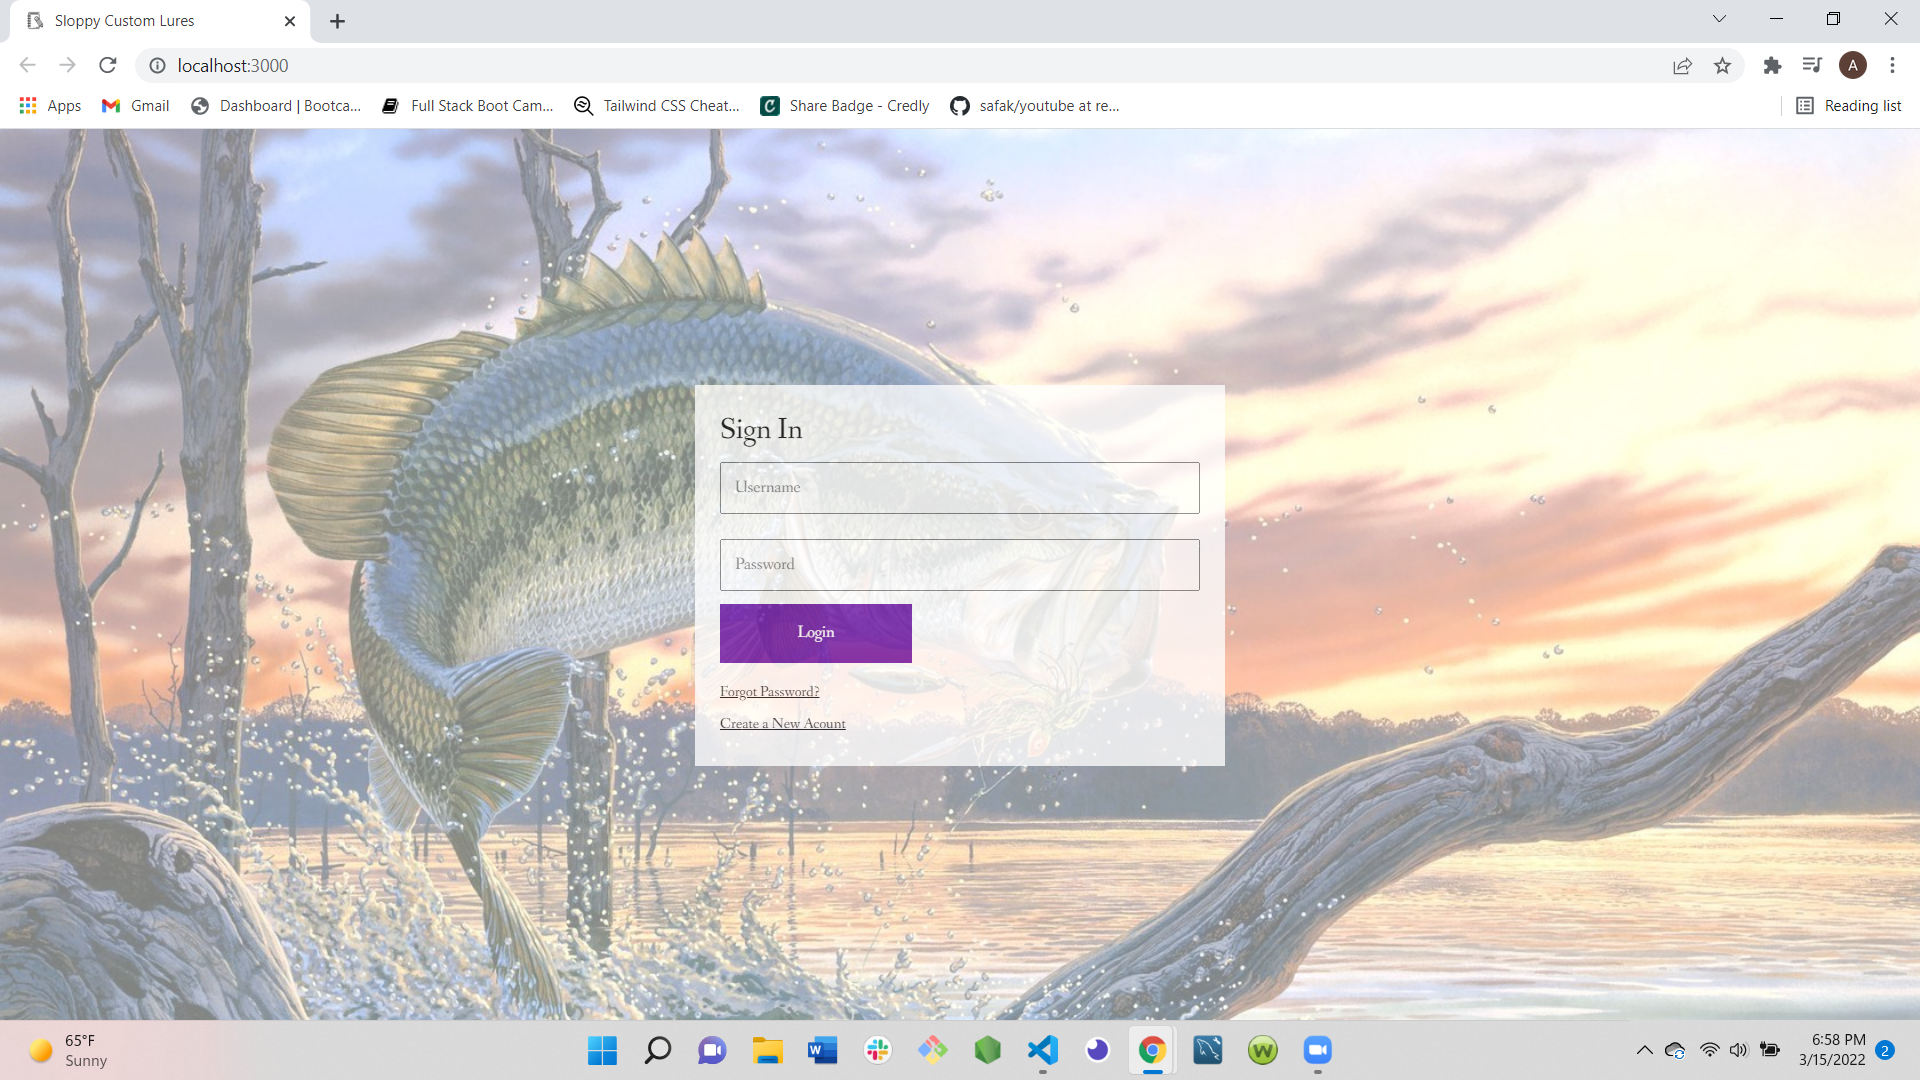 Sloppy Custom Lures
localhost:3000
A
Apps
Gmail
Dashboard | Bootca...
Full Stack Boot Cam...
Tailwind CSS Cheat...
Share Badge - Credly
safak/youtube at re...
Reading list
Sign In
Username
Password
Login
Forgot Password?
Create a New Acount
65°F
Sunny
6:58 PM
3/15/2022
2